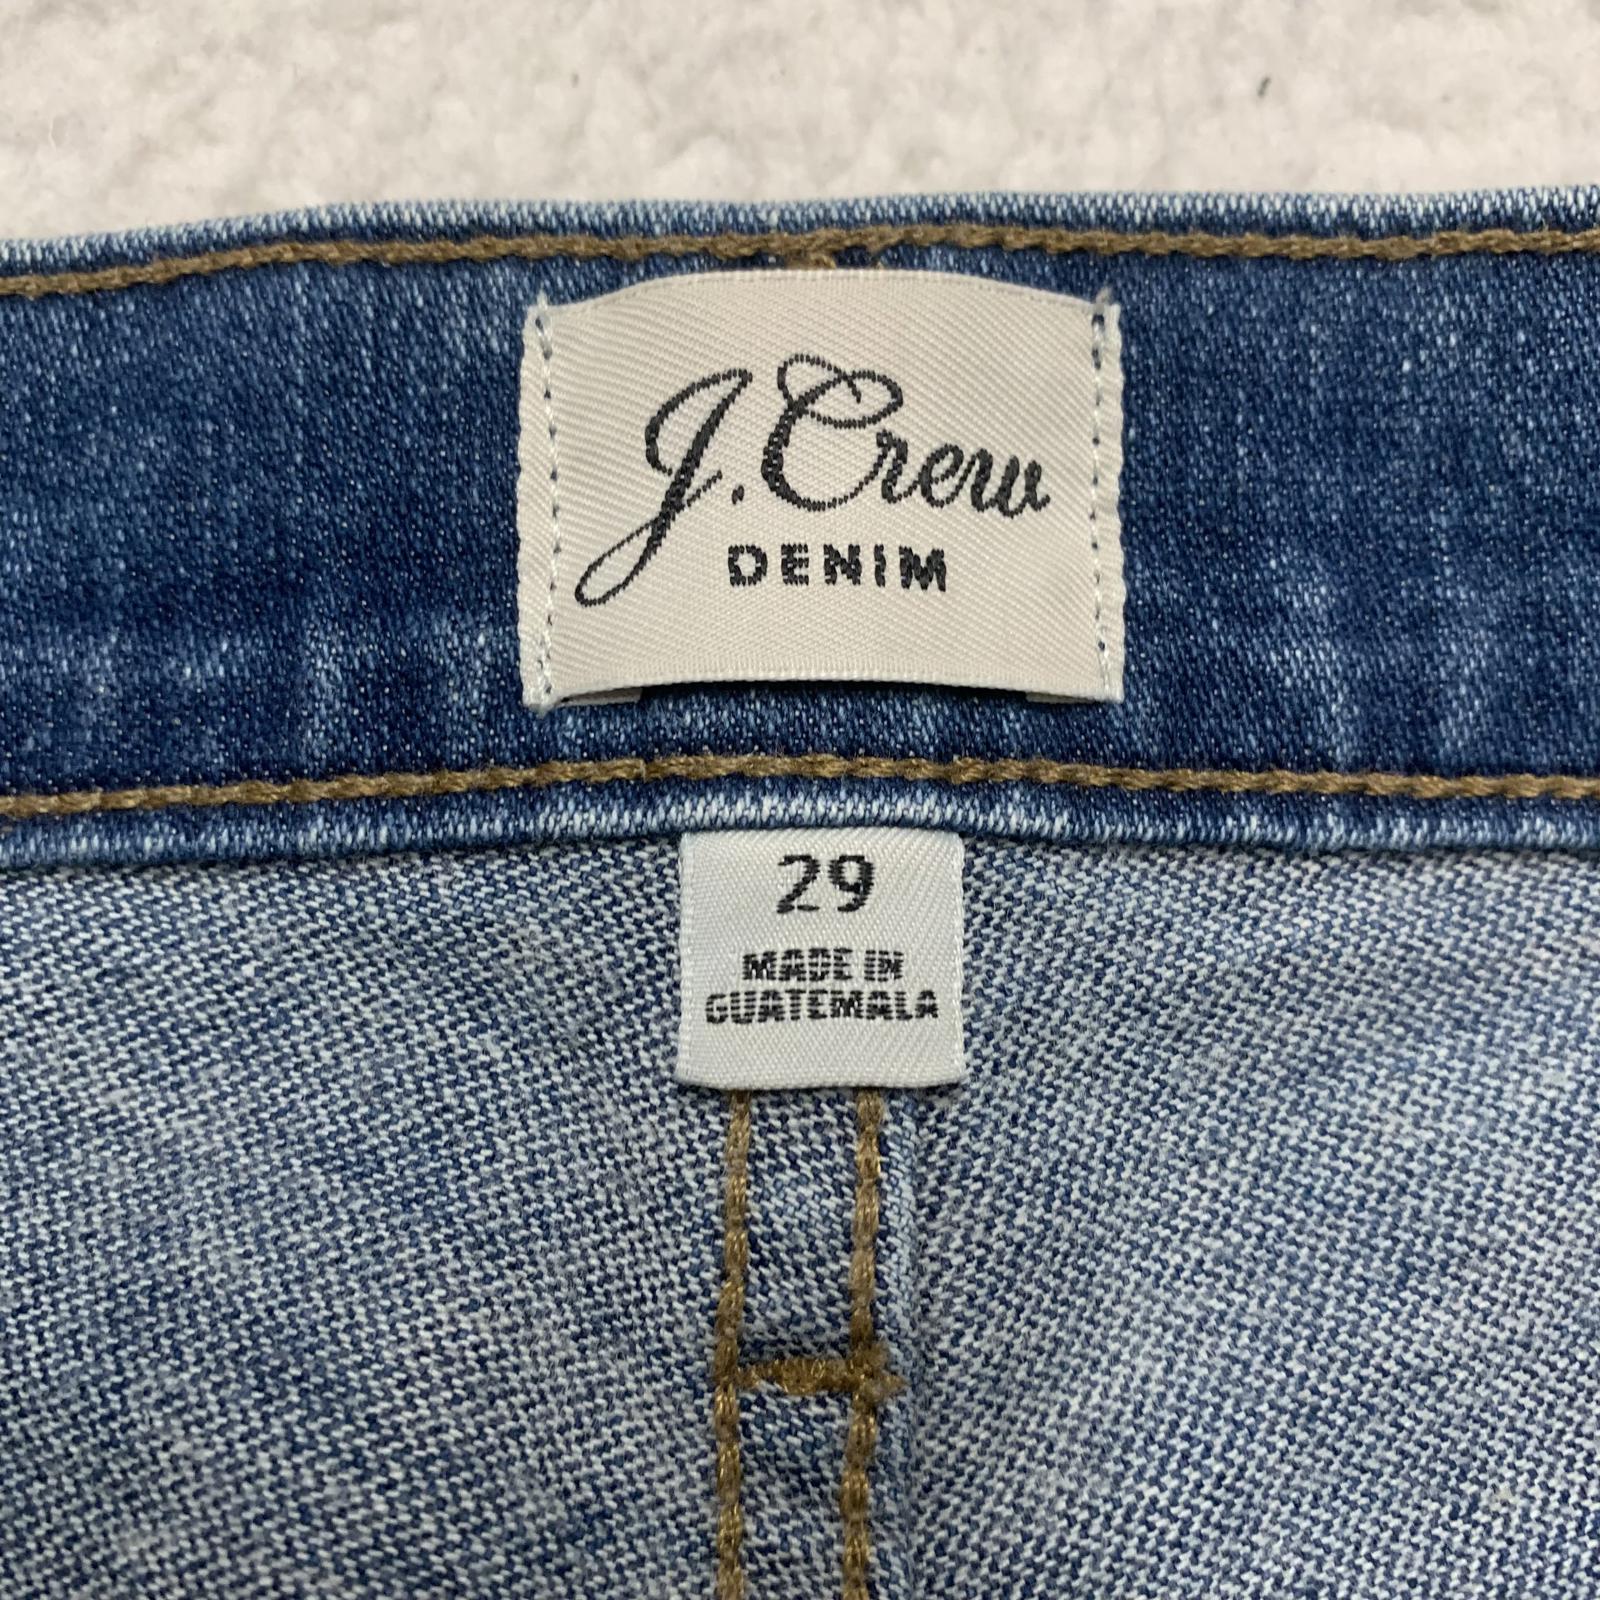 J.Crew
DENIM
29
MADE IN
GUATEMALA